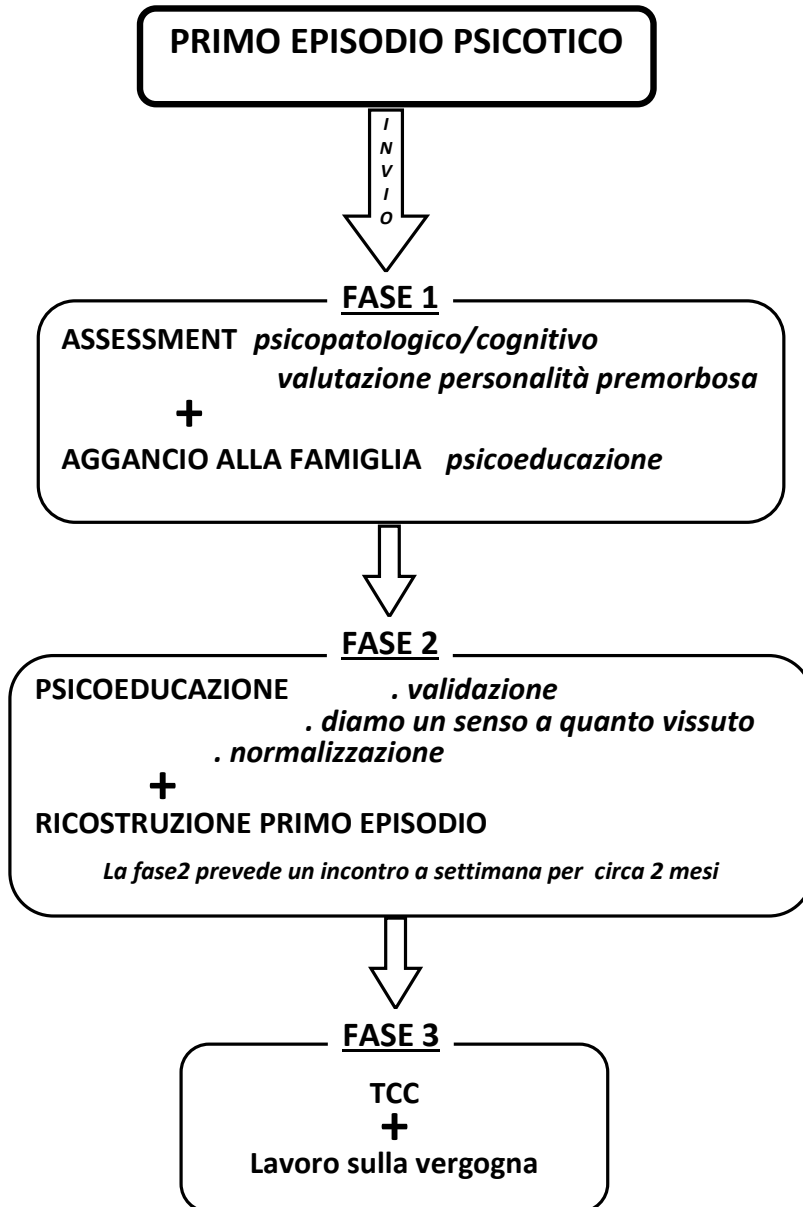 PRIMO EPISODIO PSICOTICO
INVIO
FASE 1
ASSESSMENT psicopatologico/cognitivo
valutazione personalità premorbosa
+
AGGANCIO ALLA FAMIGLIA psicoeducazione
FASE 2
PSICOEDUCAZIONE . validazione
. diamo un senso a quanto vissuto
. normalizzazione
+
RICOSTRUZIONE PRIMO EPISODIO
La fase2 prevede un incontro a settimana per circa 2 mesi
FASE 3
TCC
+
Lavoro sulla vergogna